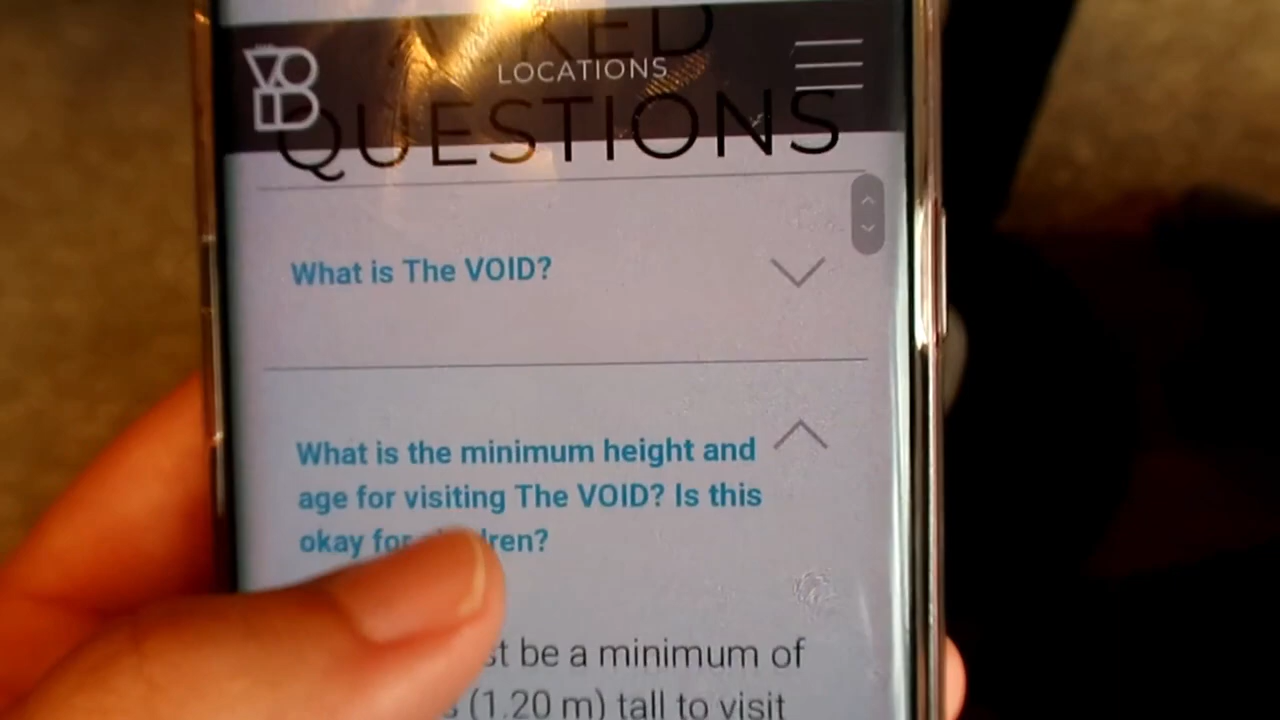 VOID
LOCATIONS
QUESTIONS
What is The VOID?
What is the minimum height and
age for visiting The VOID? Is this
okay for
be a minimum of
(1.20 m) tall to visit